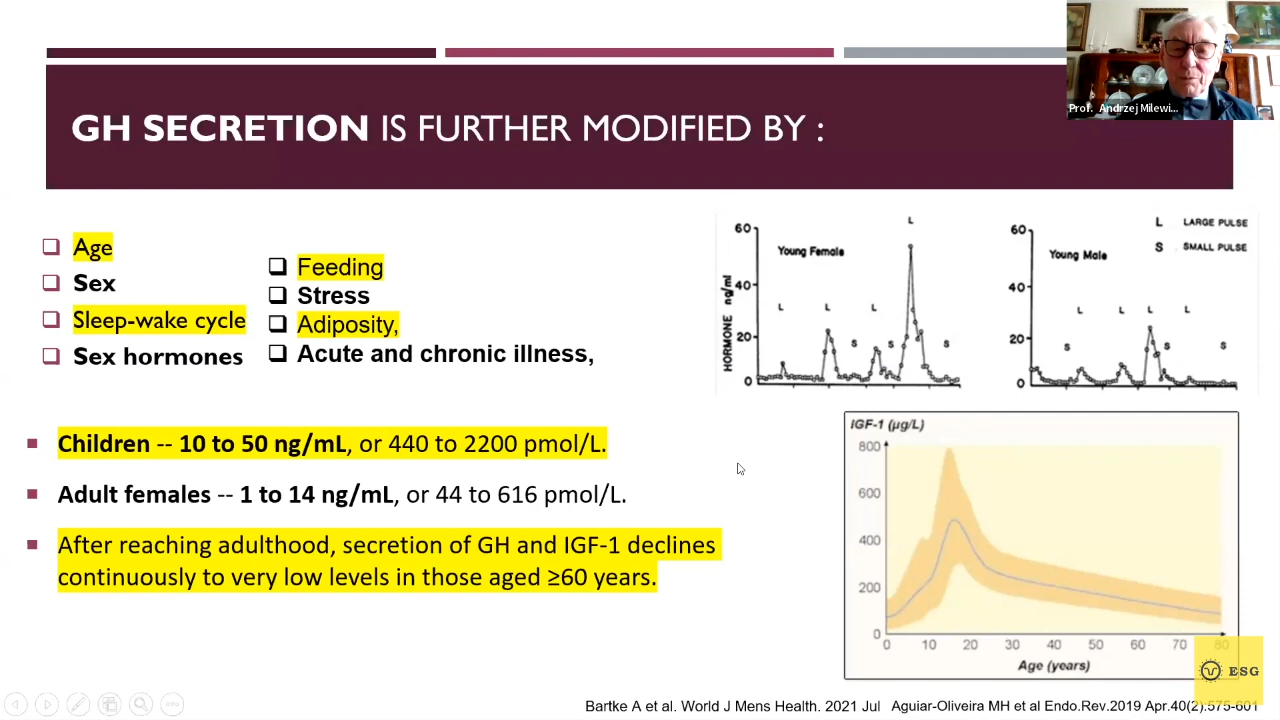 Prof. Andrzej Milewi...
GH SECRETION IS FURTHER MODIFIED BY :
Age
Sex
Sleep-wake cycle
Sex hormones
Feeding
Stress
Adiposity,
Acute and chronic illness,
Children -- 10 to 50 ng/mL, or 440 to 2200 pmol/L.
Adult females -- 1 to 14 ng/mL, or 44 to 616 pmol/L.
After reaching adulthood, secretion of GH and IGF-1 declines
continuously to very low levels in those aged ≥60 years.
HORMONE ng/ml
60
40
20
0
Young Female
L
L
L
L
S
S
S
60
40
20
0
Young Male
L LARGE PULSE
S SMALL PULSE
L
L
L
L
S
S
S
IGF-1 (µg/L)
800
600
400
200
0
0 10 20 30 40 50 60 70 80
Age (years)
ESG
Bartke A et al. World J Mens Health. 2021 Jul Aguiar-Oliveira MH et al Endo.Rev.2019 Apr.40(2).575-601